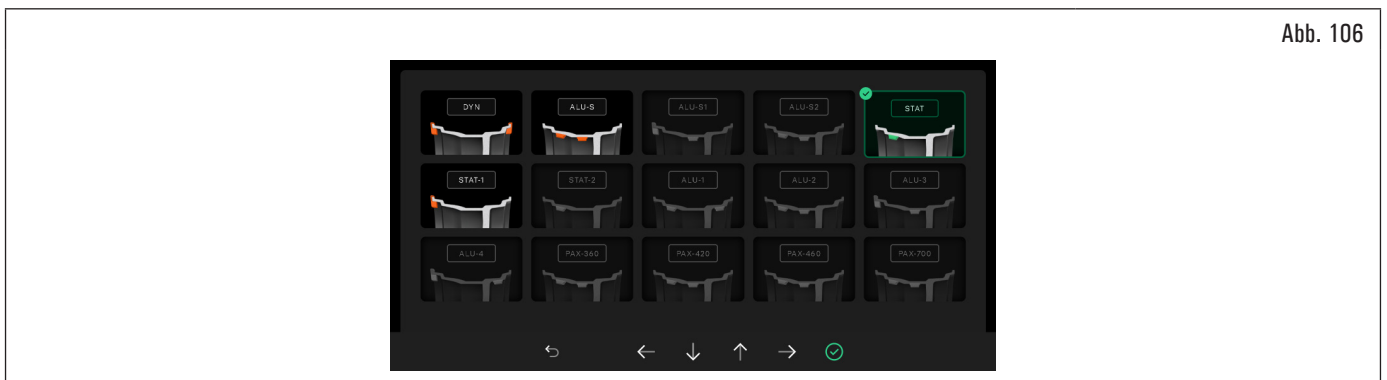 Abb. 106
DYN ALU-S ALU-S1 ALU-S2 STAT
STAT-1 STAT-2 ALU-1 ALU-2 ALU-3
ALU-4 PAX-360 PAX-420 PAX-460 PAX-700